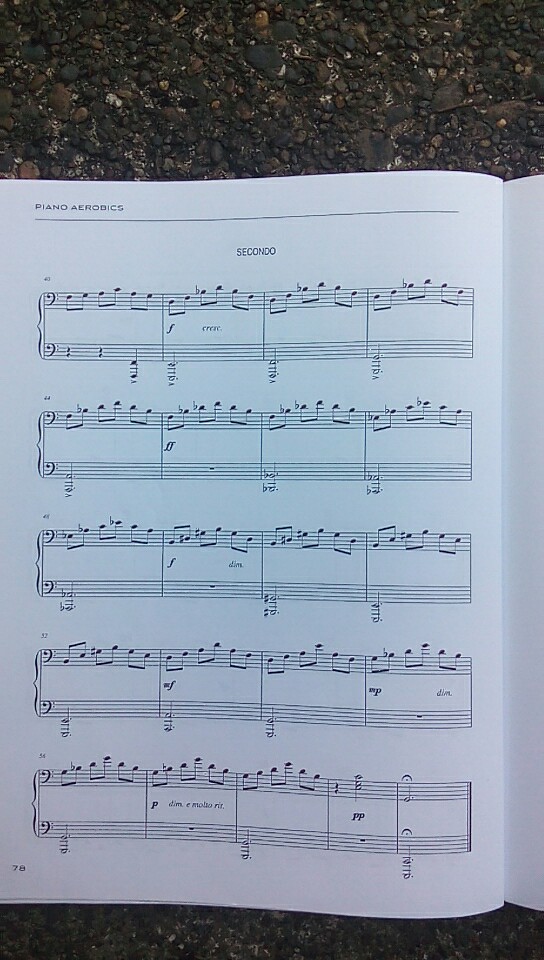 PIANO AEROBICS
SECONDO
40
f cresc.
44
ff
48
f dim.
52
mf mp dim.
56
p dim. e molto rit. pp
78